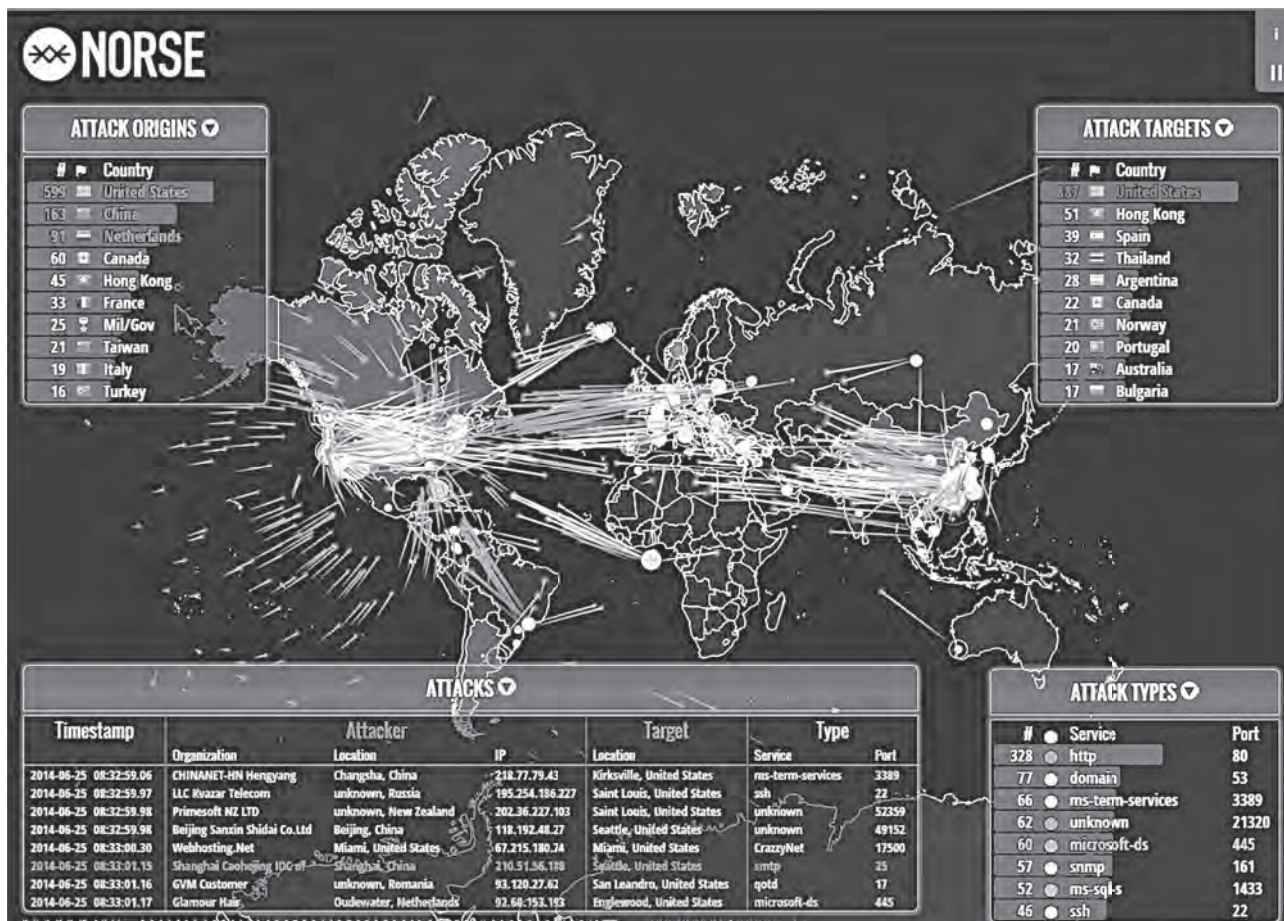 NORSE
i
II
ATTACK ORIGINS
# Country
599 United States
163 China
91 Netherlands
60 Canada
45 Hong Kong
33 France
25 Mil/Gov
21 Taiwan
19 Italy
16 Turkey
ATTACK TARGETS
# Country
887 United States
51 Hong Kong
39 Spain
32 Thailand
28 Argentina
22 Canada
21 Norway
20 Portugal
17 Australia
17 Bulgaria
ATTACKS
Timestamp Attacker Target Type
Organization Location IP Location Service Port
2014-06-25 08:32:59.06 CHINANET-HN Hengyang Changsha, China 218.77.79.43 Kirksville, United States ms-term-services 3389
2014-06-25 08:32:59.97 LLC Kvazar Telecom unknown, Russia 195.254.186.227 Saint Louis, United States ssh 22
2014-06-25 08:32:59.98 Primesoft NZ LTD unknown, New Zealand 202.36.227.103 Saint Louis, United States unknown 52359
2014-06-25 08:32:59.98 Beijing Sanxin Shidai Co.Ltd Beijing, China 118.192.48.27 Seattle, United States unknown 49152
2014-06-25 08:33:00.30 Webhosting.Net Miami, United States 67.215.180.74 Miami, United States CrazzyNet 17500
2014-06-25 08:33:01.15 Shanghai Caohejing IDC of Shanghai, China 210.51.56.188 Seattle, United States smtp 25
2014-06-25 08:33:01.16 GVM Customer unknown, Romania 93.120.27.62 San Leandro, United States qotd 17
2014-06-25 08:33:01.17 Glamour Hair Oudewater, Netherlands 92.60.153.193 Englewood, United States microsoft-ds 445
ATTACK TYPES
# Service Port
328 http 80
77 domain 53
66 ms-term-services 3389
62 unknown 21320
60 microsoft-ds 445
57 snmp 161
52 ms-sql-s 1433
46 ssh 22